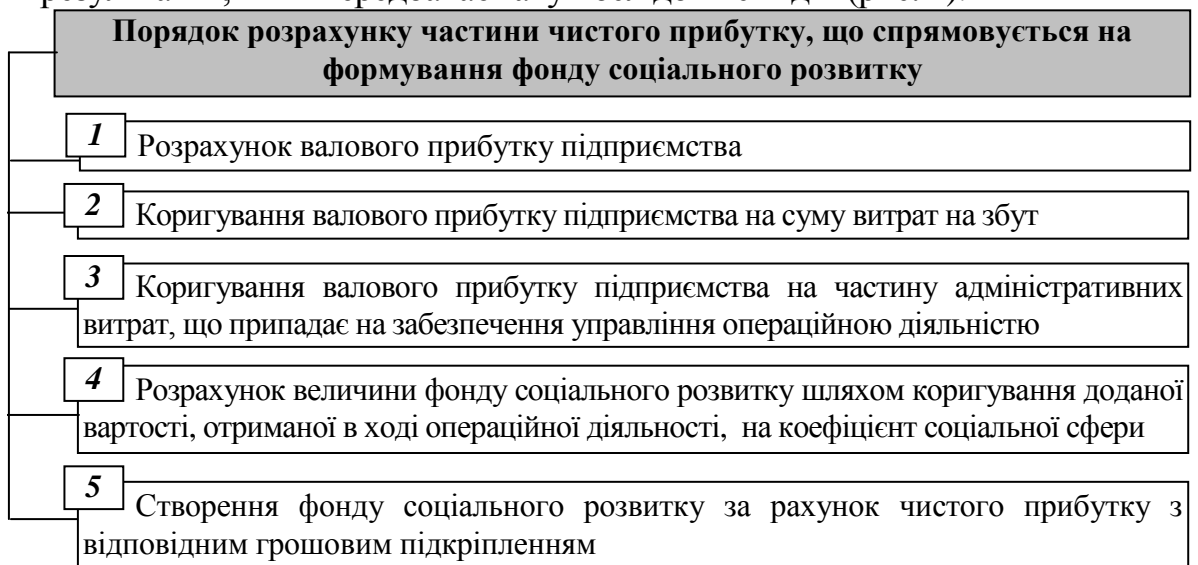 Порядок розрахунку частини чистого прибутку, що спрямовується на
формування фонду соціального розвитку
1 Розрахунок валового прибутку підприємства
2 Коригування валового прибутку підприємства на суму витрат на збут
3 Коригування валового прибутку підприємства на частину адміністративних
витрат, що припадає на забезпечення управління операційною діяльністю
4 Розрахунок величини фонду соціального розвитку шляхом коригування доданої
вартості, отриманої в ході операційної діяльності, на коефіцієнт соціальної сфери
5 Створення фонду соціального розвитку за рахунок чистого прибутку з
відповідним грошовим підкріпленням